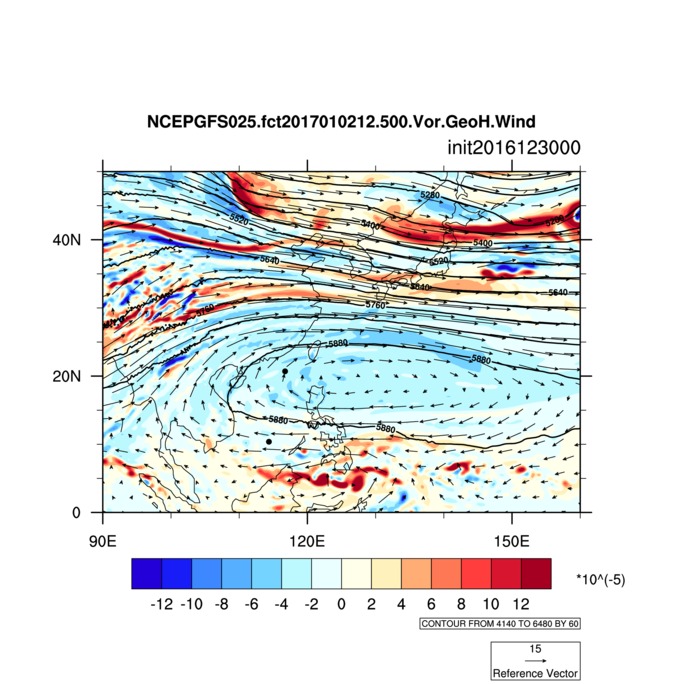 NCEPGFS025.fct2017010212.500.Vor.GeoH.Wind
init2016123000
5280
5520
5400
5280
40N
5400
5640
5520
5640
5640
5760
5760
5880
5880
20N
5880
5880
0
90E 120E 150E
-12 -10 -8 -6 -4 -2 0 2 4 6 8 10 12
*10^(-5)
CONTOUR FROM 4140 TO 6480 BY 60
15
Reference Vector